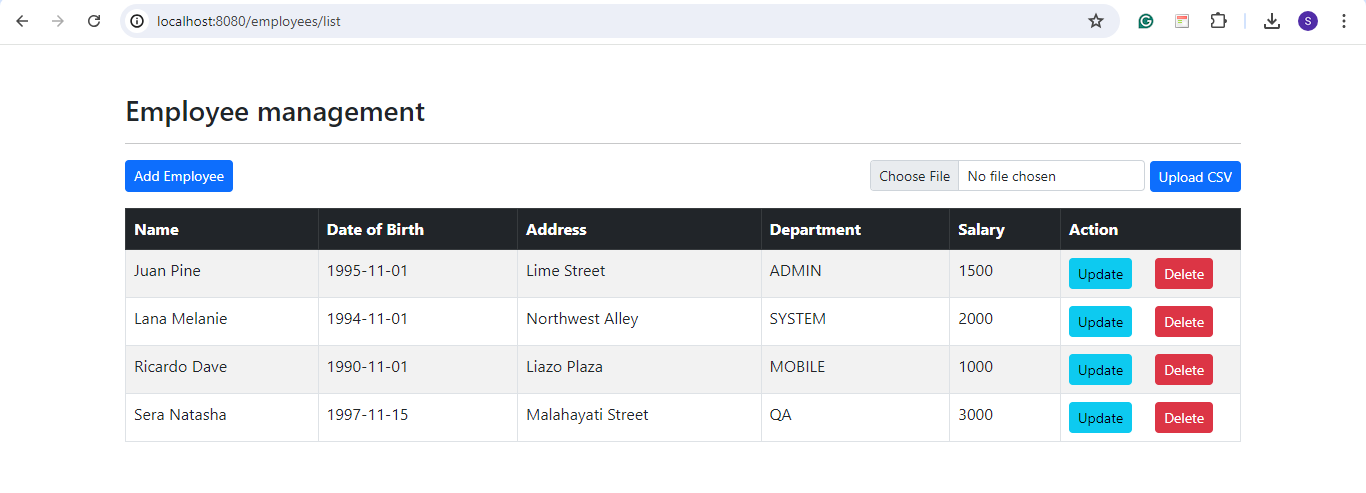 localhost:8080/employees/list
S
Employee management
Add Employee Choose File No file chosen Upload CSV
Name Date of Birth Address Department Salary Action
Juan Pine 1995-11-01 Lime Street ADMIN 1500 Update Delete
Lana Melanie 1994-11-01 Northwest Alley SYSTEM 2000 Update Delete
Ricardo Dave 1990-11-01 Liazo Plaza MOBILE 1000 Update Delete
Sera Natasha 1997-11-15 Malahayati Street QA 3000 Update Delete